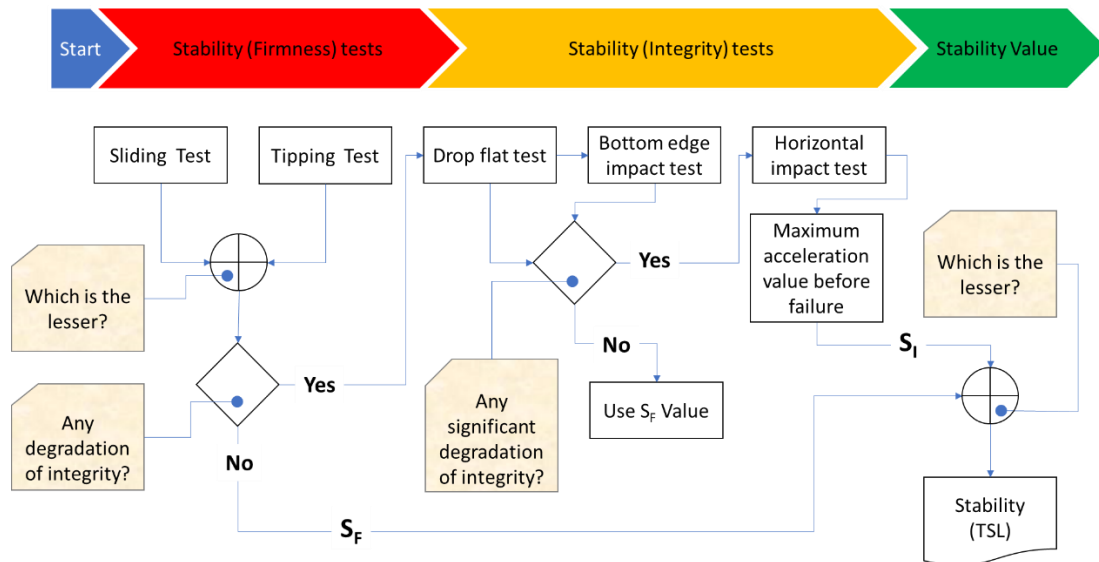 Start
Stability (Firmness) tests
Stability (Integrity) tests
Stability Value
Sliding Test
Tipping Test
Drop flat test
Bottom edge
impact test
Horizontal
impact test
Which is the
lesser?
Yes
Maximum
acceleration
value before
failure
Which is the
lesser?
Any
degradation
of integrity?
Yes
No
Any
significant
degradation
of integrity?
No
Use SF Value
SI
SF
Stability
(TSL)